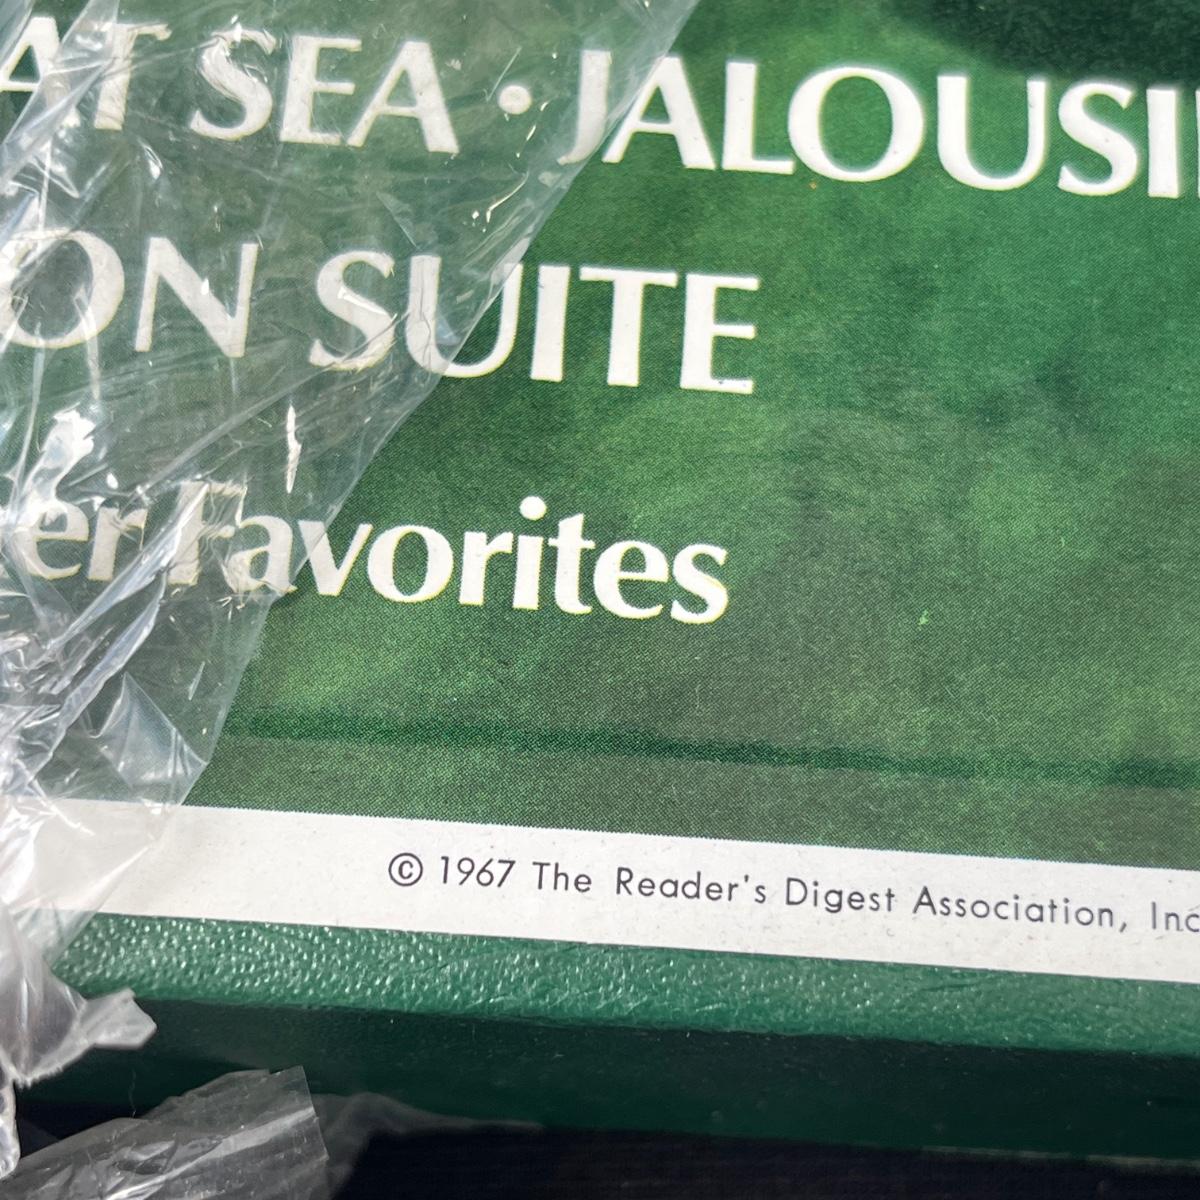 AT SEA • JALOUSI
ON SUITE
er Favorites
© 1967 The Reader's Digest Association, Inc